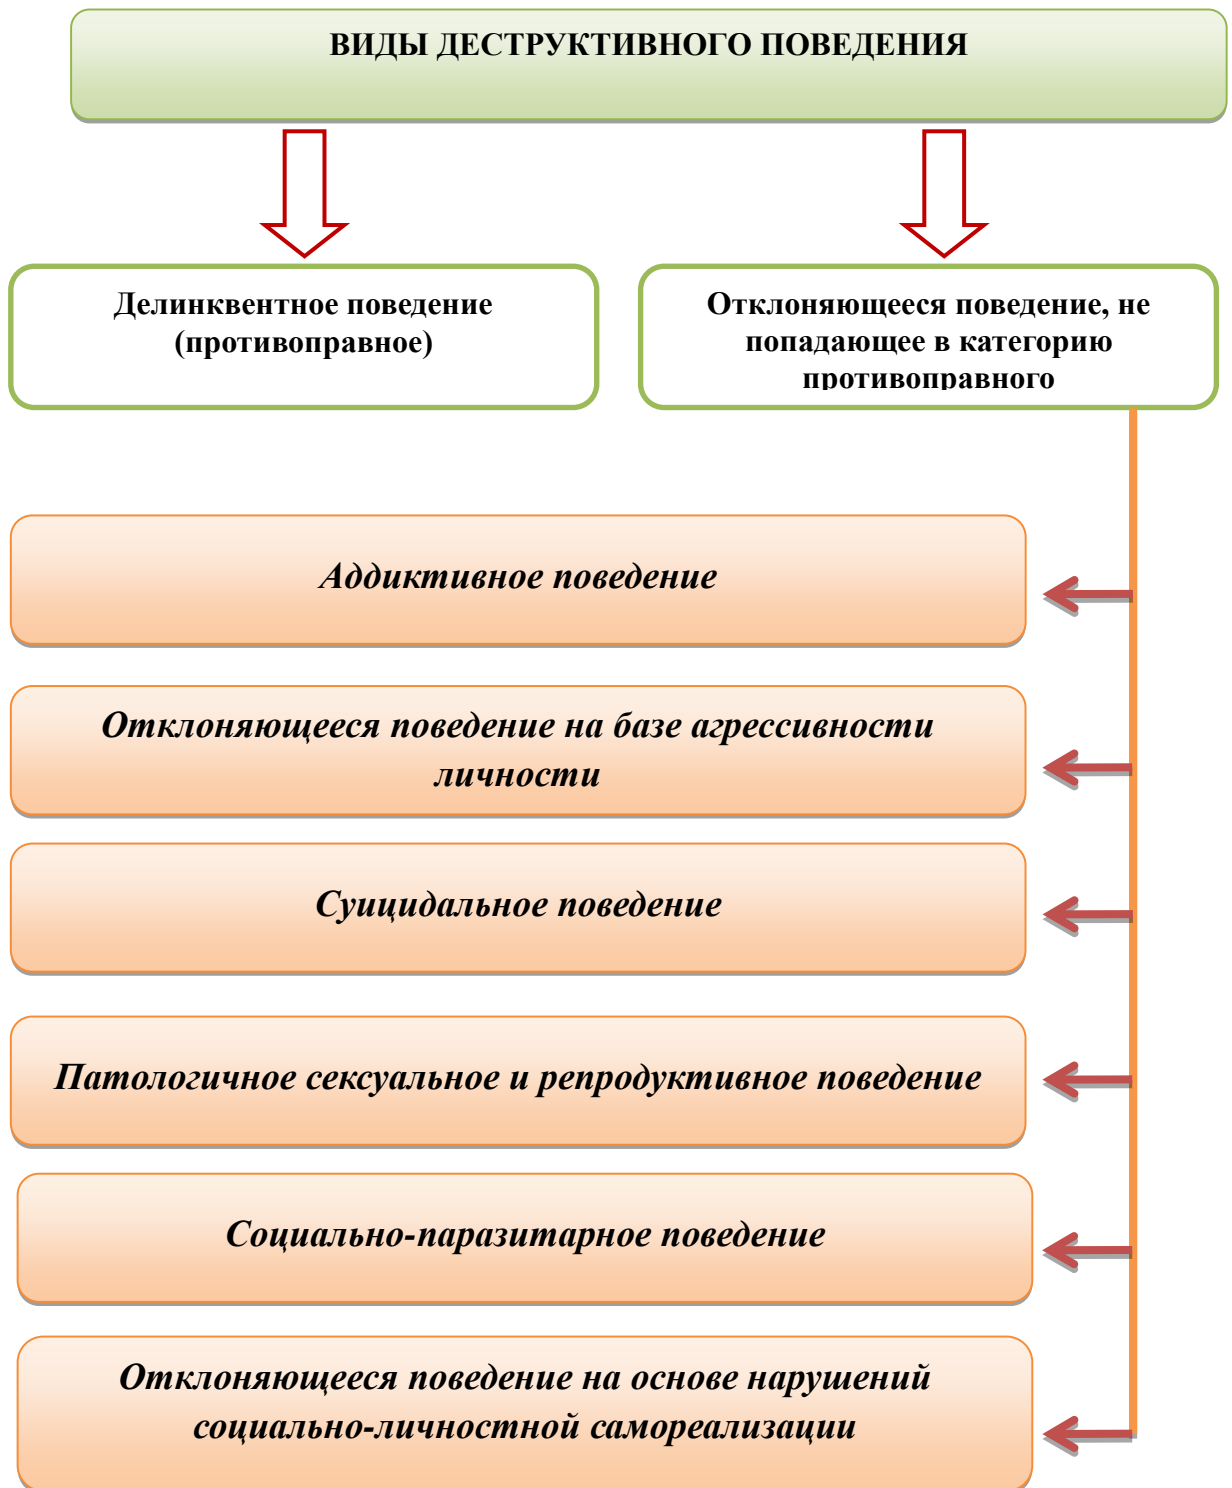 ВИДЫ ДЕСТРУКТИВНОГО ПОВЕДЕНИЯ
Делинквентное поведение
(противоправное)
Отклоняющееся поведение, не
попадающее в категорию
противоправного
Аддиктивное поведение
Отклоняющееся поведение на базе агрессивности
личности
Суицидальное поведение
Патологичное сексуальное и репродуктивное поведение
Социально-паразитарное поведение
Отклоняющееся поведение на основе нарушений
социально-личностной самореализации